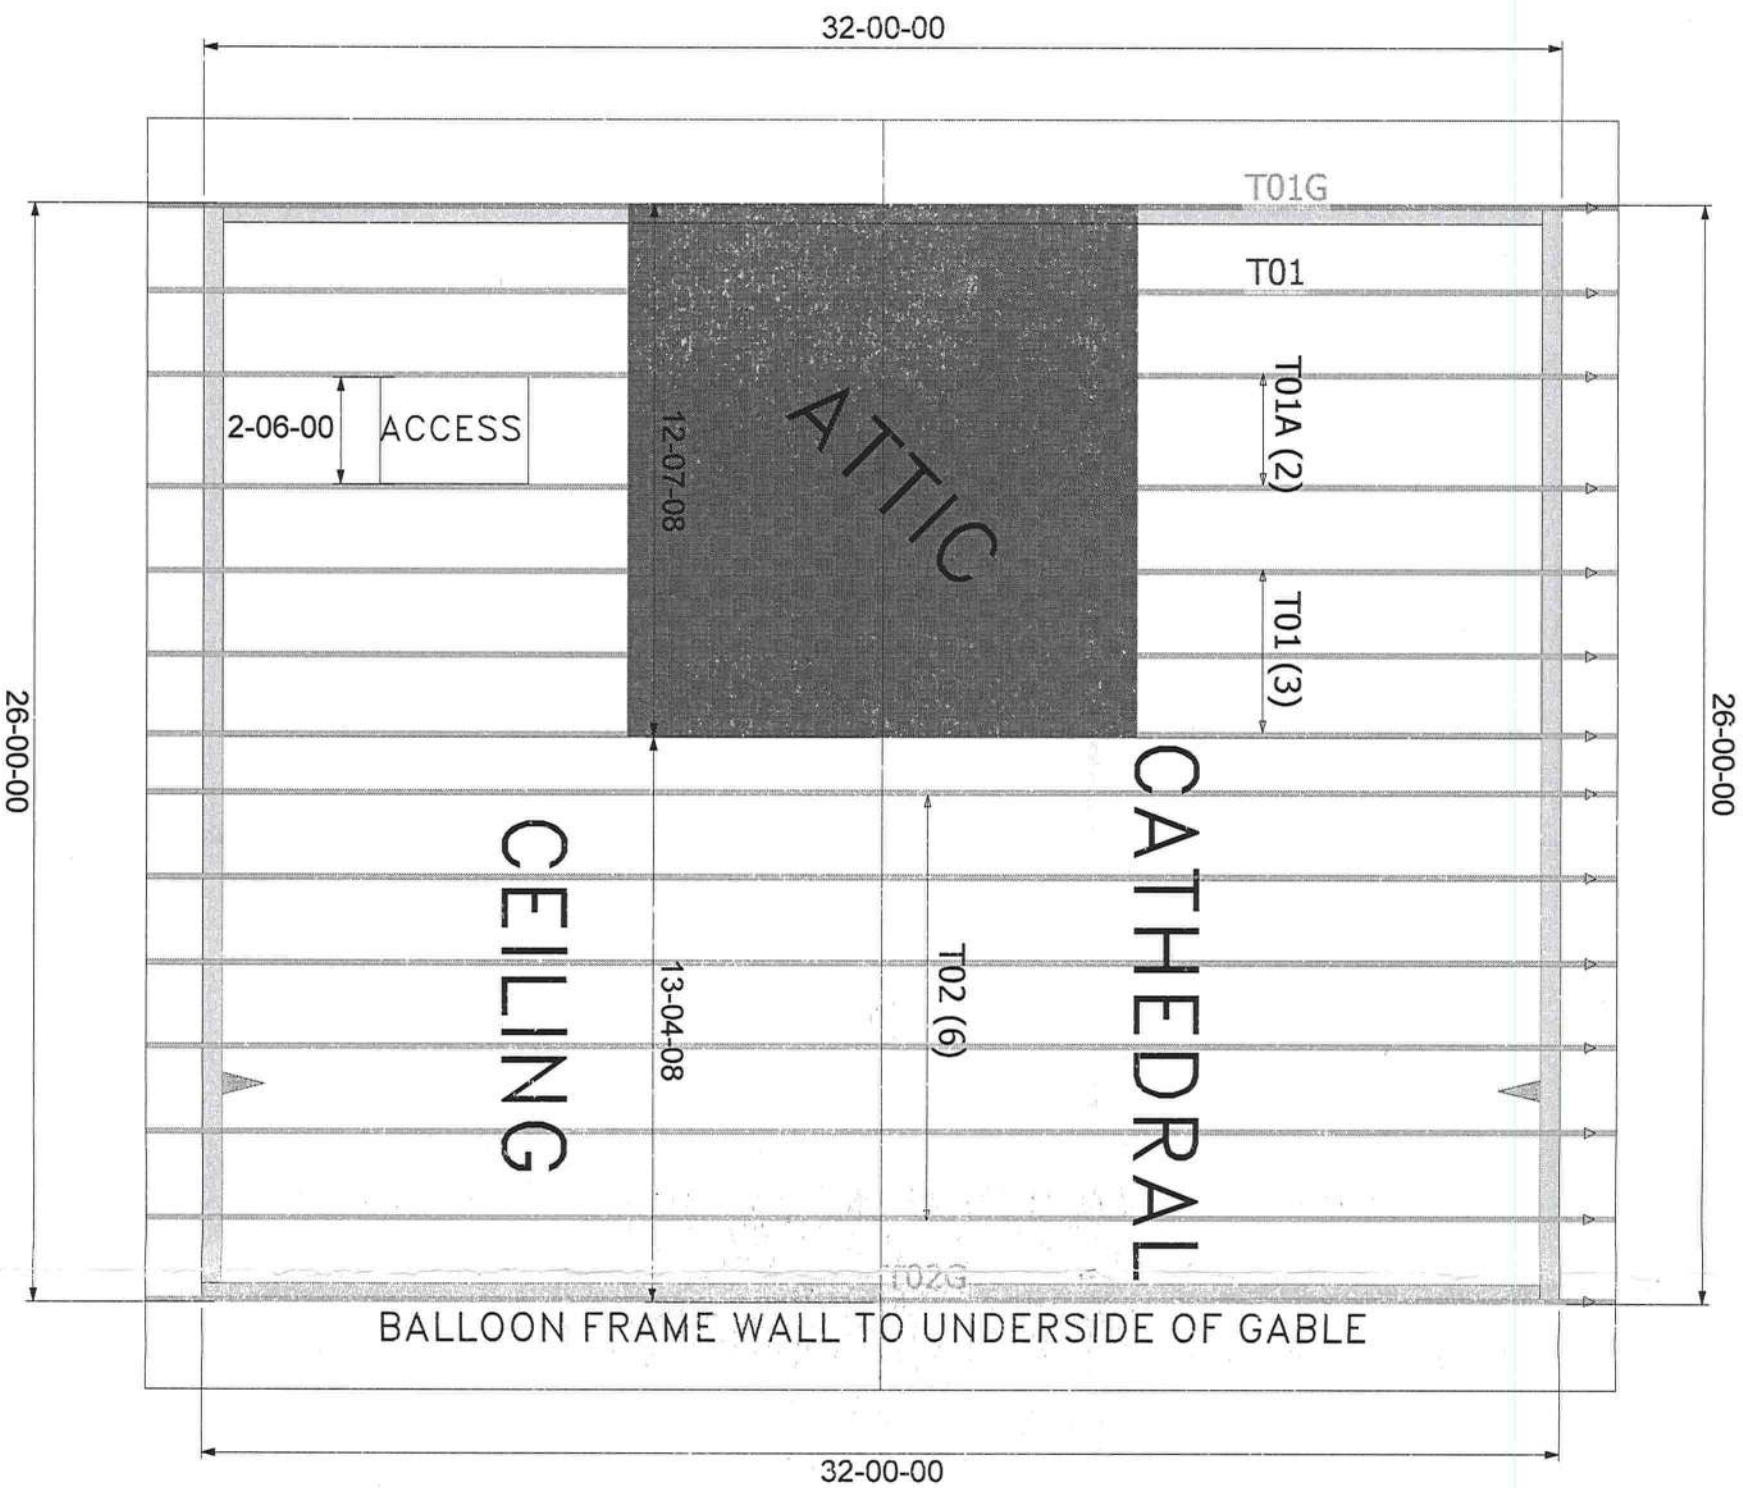 32-00-00
T01G
T01
T01A (2)
2-06-00
ACCESS
12-07-08
ATTIC
T01 (3)
26-00-00
26-00-00
CATHEDRAL
CEILING
T02 (6)
13-04-08
T02G
BALLOON FRAME WALL TO UNDERSIDE OF GABLE
32-00-00